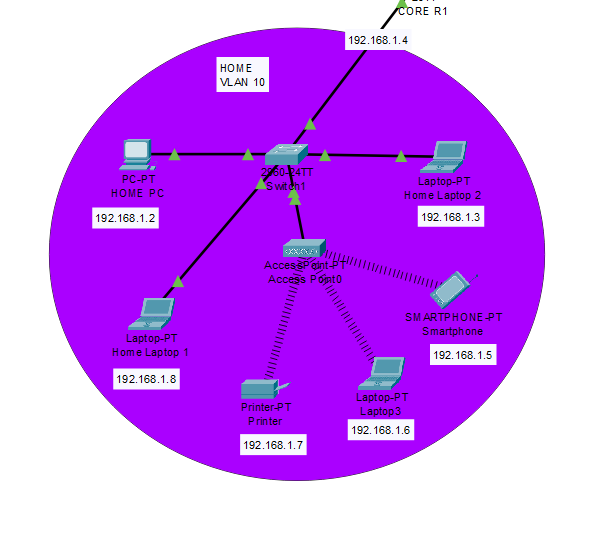 CORE R1
192.168.1.4
HOME
VLAN 10
2960-24TT
Switch1
PC-PT
HOME PC
192.168.1.2
Laptop-PT
Home Laptop 2
192.168.1.3
AccessPoint-PT
Access Point0
SMARTPHONE-PT
Smartphone
192.168.1.5
Laptop-PT
Home Laptop 1
192.168.1.8
Printer-PT
Printer
192.168.1.7
Laptop-PT
Laptop3
192.168.1.6